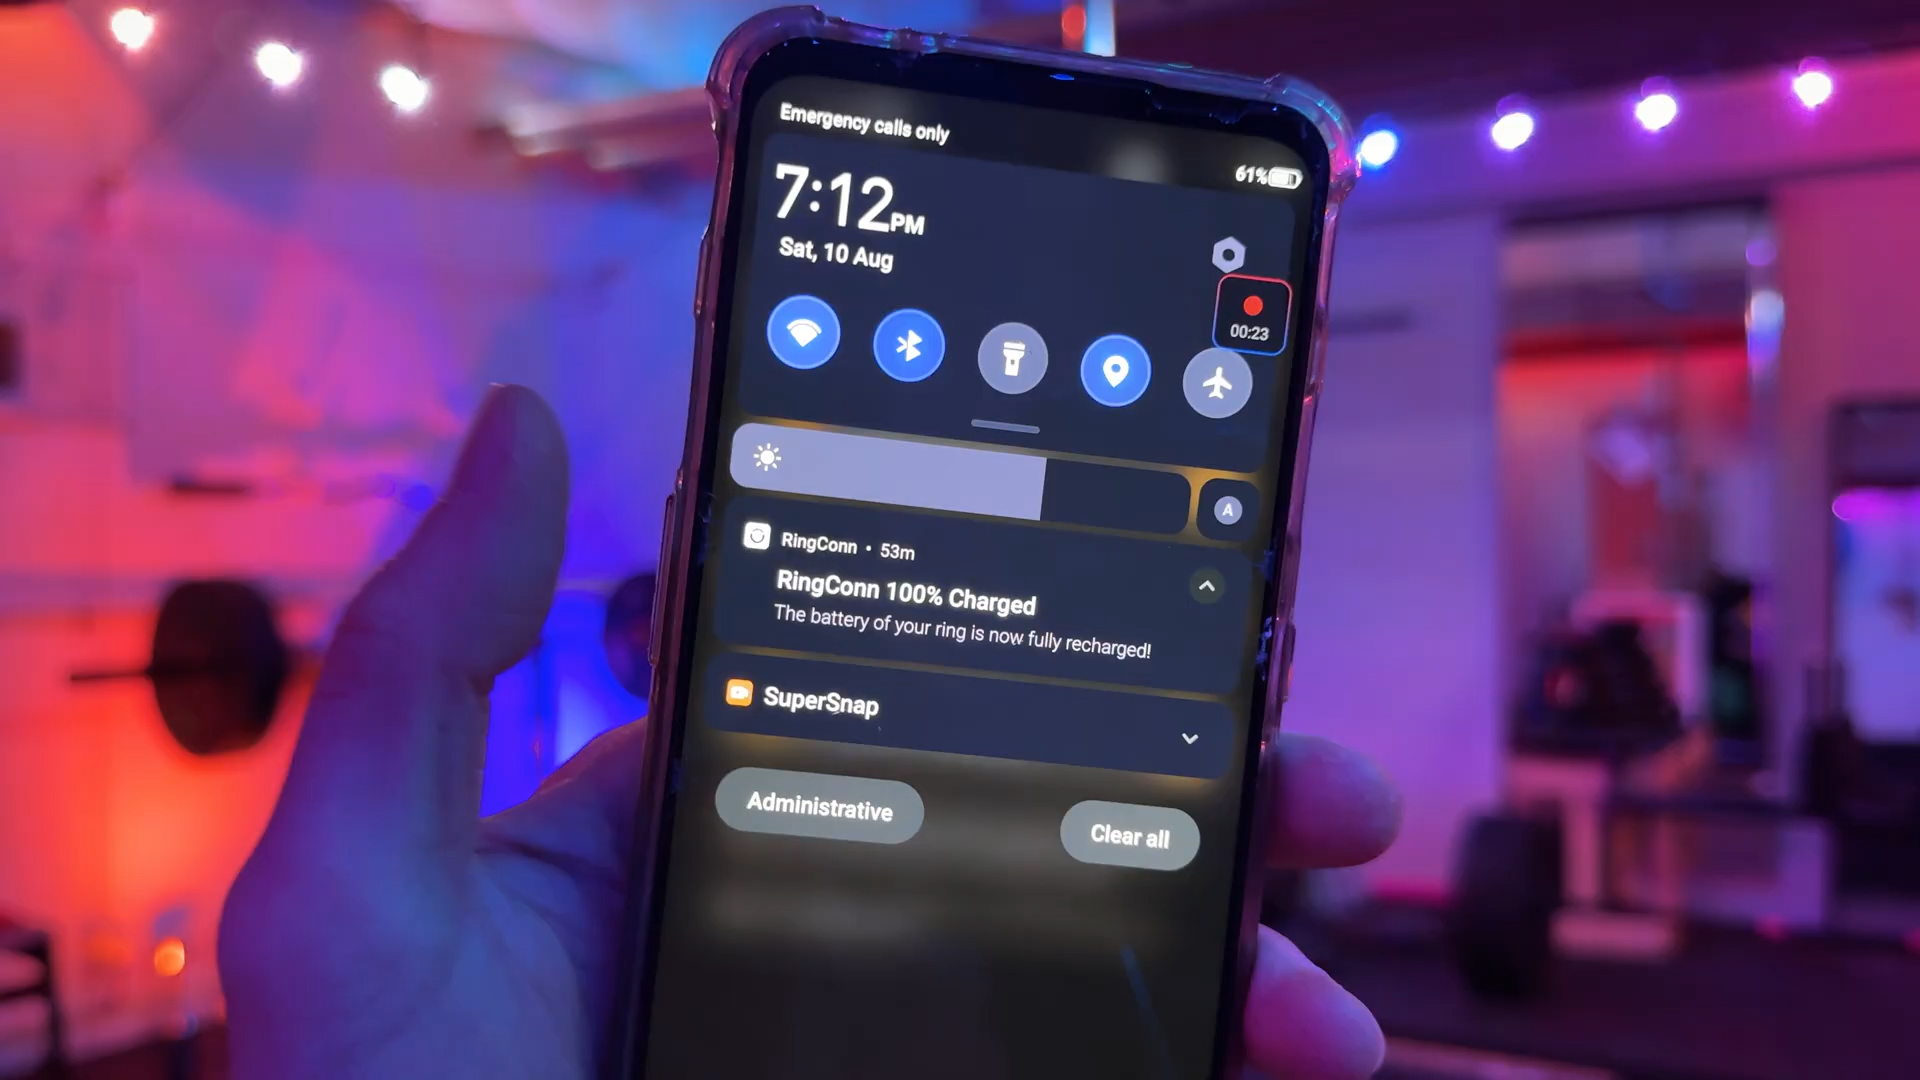 Emergency calls only
61%
7:12PM
Sat, 10 Aug
00:23
A
RingConn • 53m
RingConn 100% Charged
The battery of your ring is now fully recharged!
SuperSnap
Administrative
Clear all